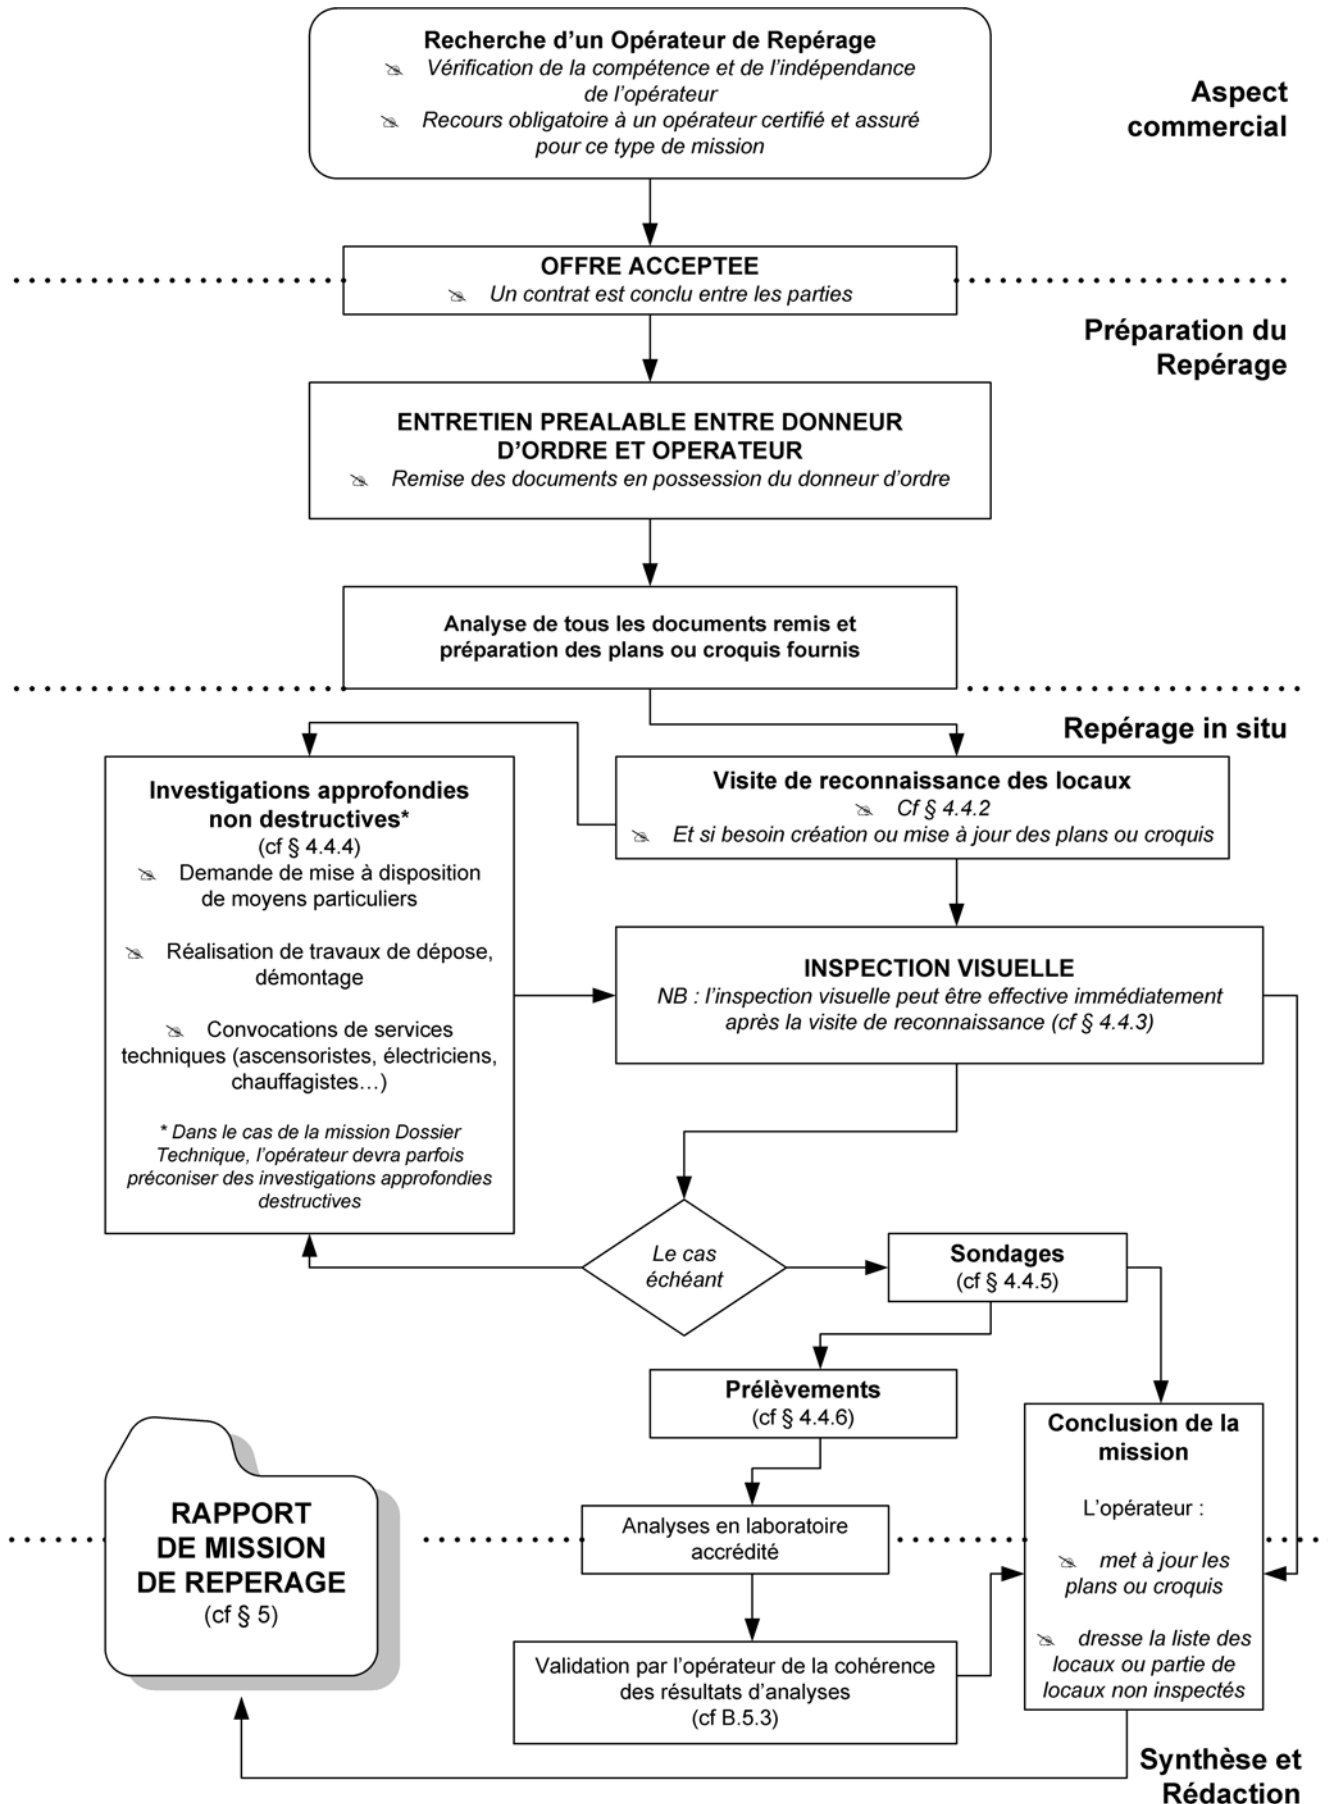 Recherche d'un Opérateur de Repérage
Vérification de la compétence et de l'indépendance
de l'opérateur
Recours obligatoire à un opérateur certifié et assuré
pour ce type de mission
Aspect
commercial
OFFRE ACCEPTEE
Un contrat est conclu entre les parties
Préparation du
Repérage
ENTRETIEN PREALABLE ENTRE DONNEUR
D'ORDRE ET OPERATEUR
Remise des documents en possession du donneur d'ordre
Analyse de tous les documents remis et
préparation des plans ou croquis fournis
Repérage in situ
Visite de reconnaissance des locaux
Cf § 4.4.2
Et si besoin création ou mise à jour des plans ou croquis
Investigations approfondies
non destructives*
(cf § 4.4.4)
Demande de mise à disposition
de moyens particuliers
Réalisation de travaux de dépose,
démontage
Convocations de services
techniques (ascensoristes, électriciens,
chauffagistes…)
* Dans le cas de la mission Dossier
Technique, l'opérateur devra parfois
préconiser des investigations approfondies
destructives
INSPECTION VISUELLE
NB : l'inspection visuelle peut être effective immédiatement
après la visite de reconnaissance (cf § 4.4.3)
Le cas
échéant
Sondages
(cf § 4.4.5)
Prélèvements
(cf § 4.4.6)
Analyses en laboratoire
accrédité
Validation par l'opérateur de la cohérence
des résultats d'analyses
(cf B.5.3)
Conclusion de la
mission
L'opérateur :
met à jour les
plans ou croquis
dresse la liste des
locaux ou partie de
locaux non inspectés
RAPPORT
DE MISSION
DE REPERAGE
(cf § 5)
Synthèse et
Rédaction